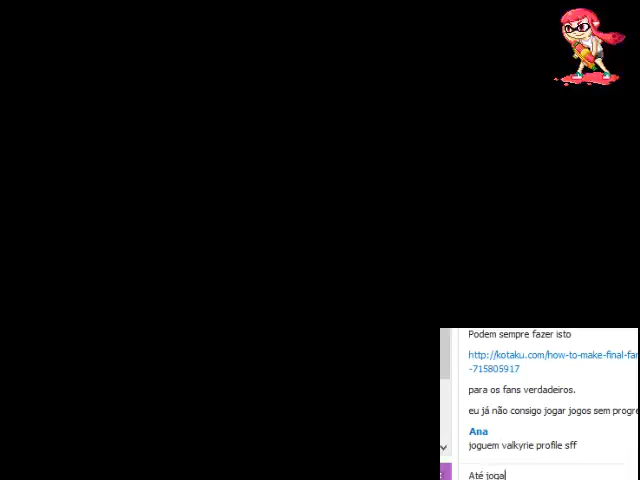 Podem sempre fazer isto
http://kotaku.com/how-to-make-final-fan
-715805917
para os fans verdadeiros.
eu já não consigo jogar jogos sem progre
Ana
joguem valkyrie profile sff
Até joga